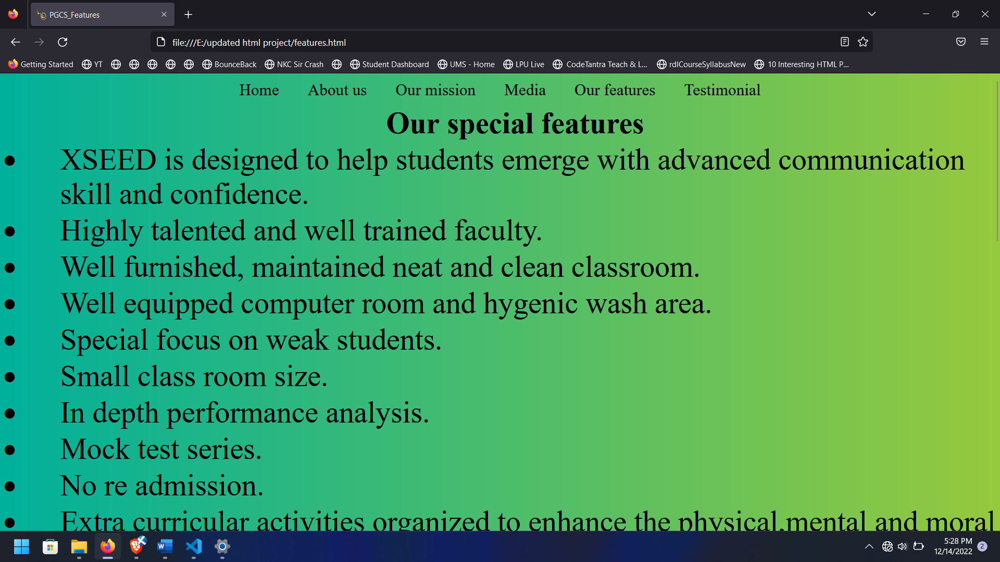 PGCS_Features
file:///E:/updated html project/features.html
Getting Started YT BounceBack NKC Sir Crash Student Dashboard UMS - Home LPU Live CodeTantra Teach & L... rdlCourseSyllabusNew 10 Interesting HTML P...
Home About us Our mission Media Our features Testimonial
Our special features
XSEED is designed to help students emerge with advanced communication
skill and confidence.
Highly talented and well trained faculty.
Well furnished, maintained neat and clean classroom.
Well equipped computer room and hygenic wash area.
Special focus on weak students.
Small class room size.
In depth performance analysis.
Mock test series.
No re admission.
Extra curricular activities organized to enhance the physical,mental and moral
5:28 PM
12/14/2022 2